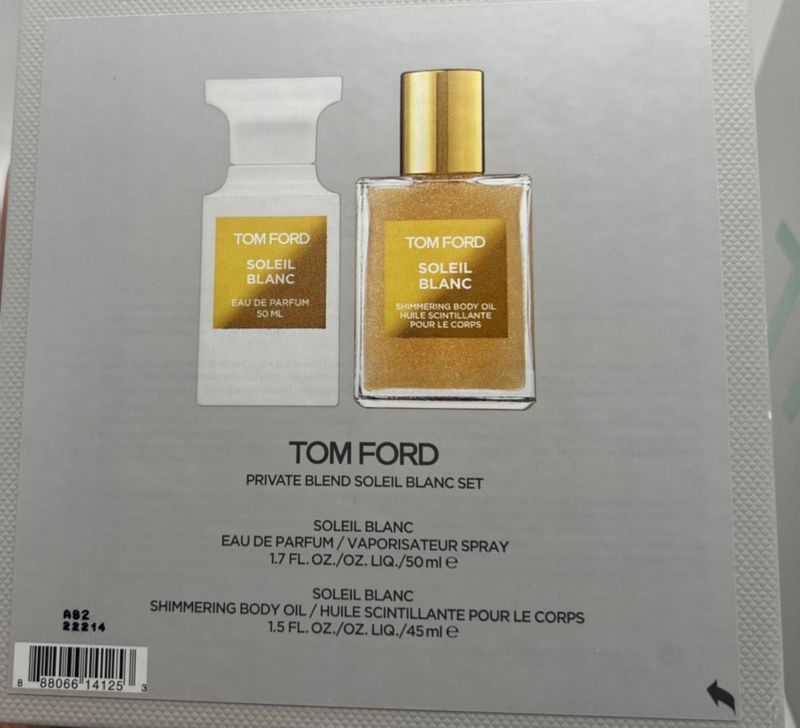 TOM FORD
SOLEIL
BLANC
EAU DE PARFUM
50 ML
TOM FORD
SOLEIL
BLANC
SHIMMERING BODY OIL
HUILE SCINTILLANTE
POUR LE CORPS
TOM FORD
PRIVATE BLEND SOLEIL BLANC SET
SOLEIL BLANC
EAU DE PARFUM / VAPORISATEUR SPRAY
1.7 FL. OZ./OZ. LIQ./50 ml ℮
SOLEIL BLANC
SHIMMERING BODY OIL / HUILE SCINTILLANTE POUR LE CORPS
1.5 FL. OZ./OZ. LIQ./45 ml ℮
A82
22214
8 88066 14125 3